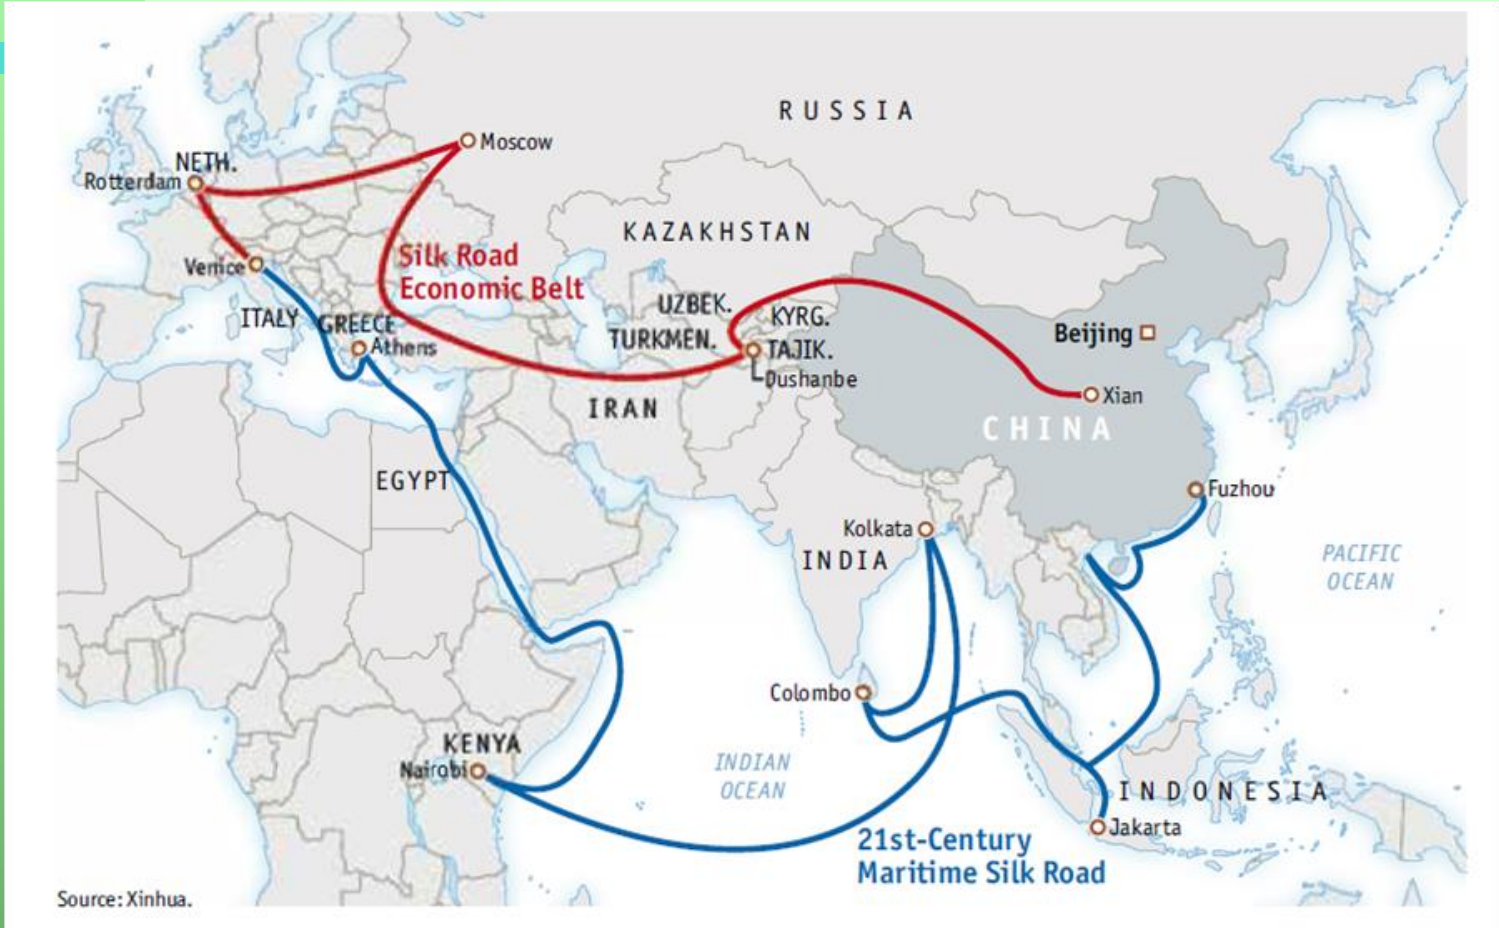 RUSSIA
Moscow
NETH.
Rotterdam
KAZAKHSTAN
Silk Road
Economic Belt
Venice
UZBEK.
KYRG.
ITALY
GREECE
Athens
TURKMEN.
TAJIK.
Dushanbe
Beijing
Xian
IRAN
CHINA
EGYPT
Fuzhou
Kolkata
INDIA
PACIFIC
OCEAN
Colombo
KENYA
Nairobi
INDIAN
OCEAN
INDONESIA
Jakarta
21st-Century
Maritime Silk Road
Source: Xinhua.